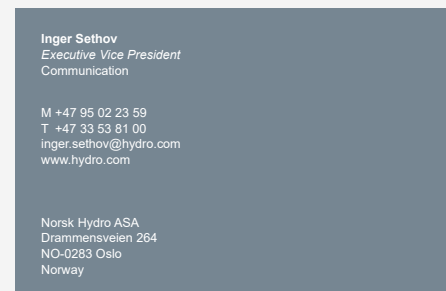 Inger Sethov
Executive Vice President
Communication
M +47 95 02 23 59
T +47 33 53 81 00
inger.sethov@hydro.com
www.hydro.com
Norsk Hydro ASA
Drammensveien 264
NO-0283 Oslo
Norway